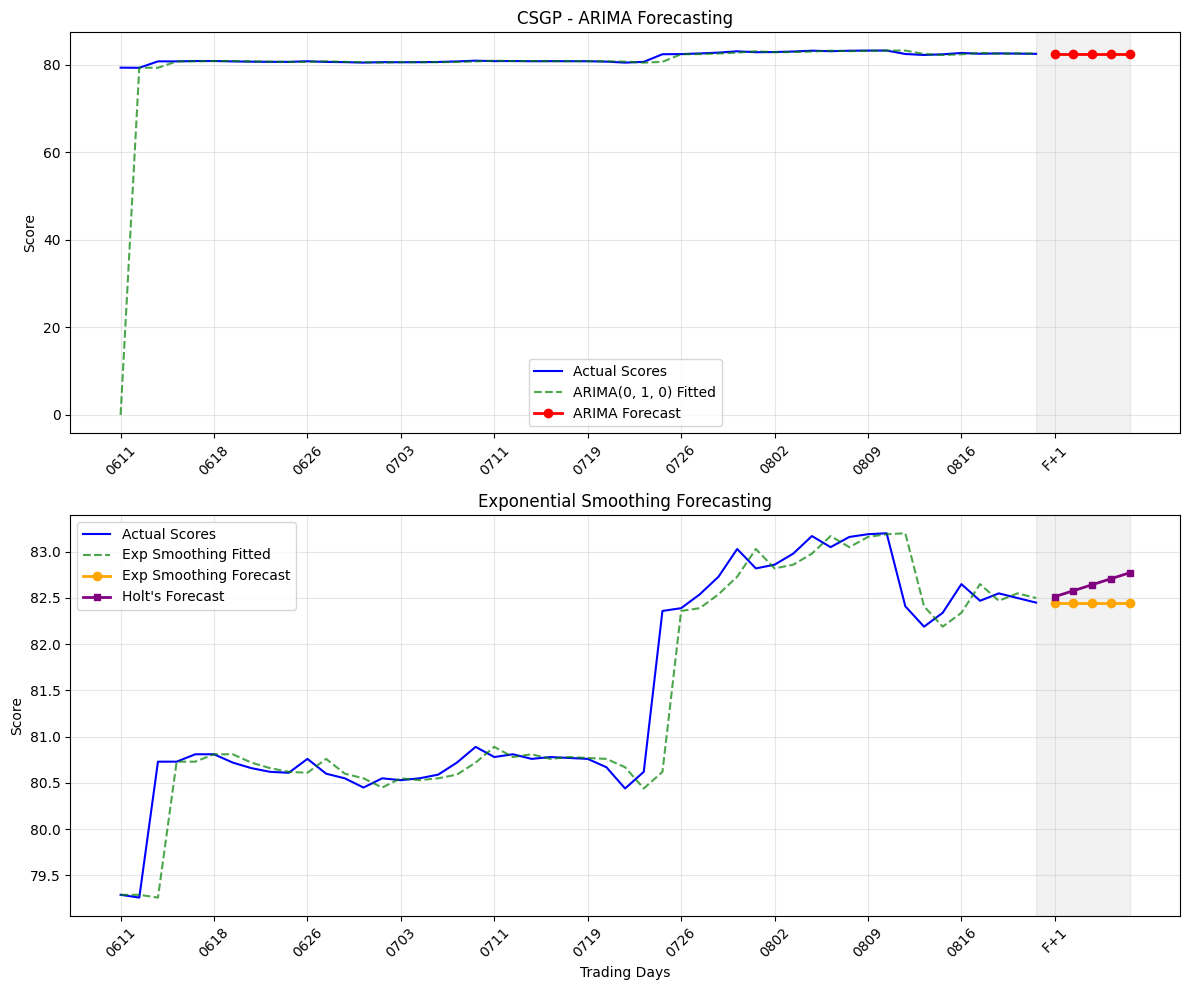 CSGP - ARIMA Forecasting
Score
80
60
40
20
0
Actual Scores
ARIMA(0, 1, 0) Fitted
ARIMA Forecast
0611
0618
0626
0703
0711
0719
0726
0802
0809
0816
F+1
Exponential Smoothing Forecasting
Score
83.0
82.5
82.0
81.5
81.0
80.5
80.0
79.5
Actual Scores
Exp Smoothing Fitted
Exp Smoothing Forecast
Holt's Forecast
0611
0618
0626
0703
0711
0719
0726
0802
0809
0816
F+1
Trading Days